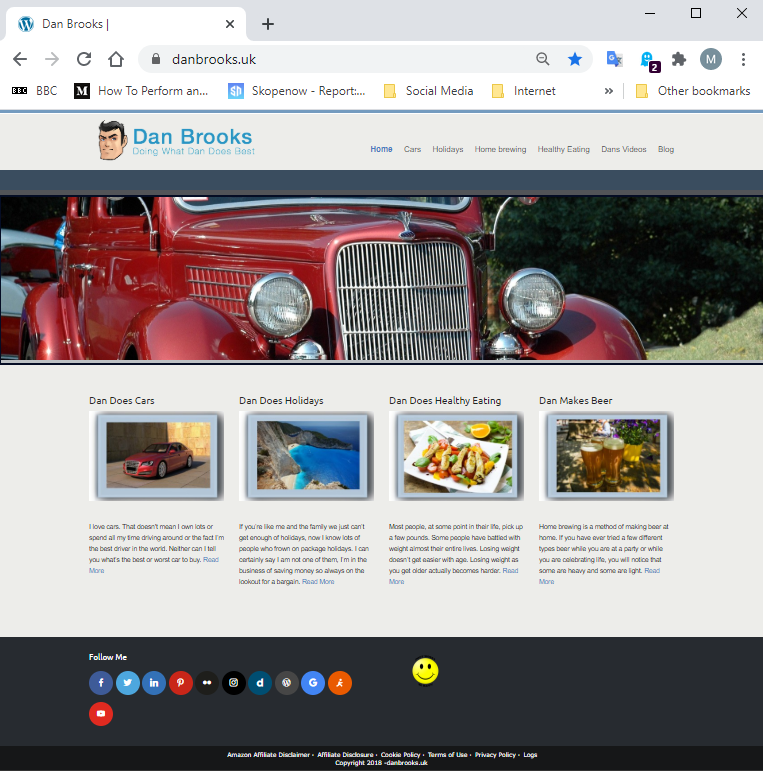 Dan Brooks |
danbrooks.uk
M
2
BBC BBC
M How To Perform an...
Skopenow - Report:...
Social Media
Internet
»
Other bookmarks
Dan Brooks
Doing What Dan Does Best
Home Cars Holidays Home brewing Healthy Eating Dans Videos Blog
Dan Does Cars
I love cars. That doesn't mean I own lots or
spend all my time driving around or the fact I'm
the best driver in the world. Neither can I tell
you what's the best or worst car to buy. Read
More
Dan Does Holidays
If you're like me and the family we just can't
get enough of holidays, now I know lots of
people who frown on package holidays. I can
certainly say I am not one of them, I'm in the
business of saving money so always on the
lookout for a bargain. Read More
Dan Does Healthy Eating
Most people, at some point in their life, pick up
a few pounds. Some people have battled with
weight almost their entire lives. Losing weight
doesn't get easier with age. Losing weight as
you get older actually becomes harder. Read
More
Dan Makes Beer
Home brewing is a method of making beer at
home. If you have ever tried a few different
types beer while you are at a party or while
you are celebrating life, you will notice that
some are heavy and some are light. Read
More
Follow Me
Amazon Affiliate Disclaimer · Affiliate Disclosure · Cookie Policy · Terms of Use · Privacy Policy · Logs
Copyright 2018 -danbrooks.uk